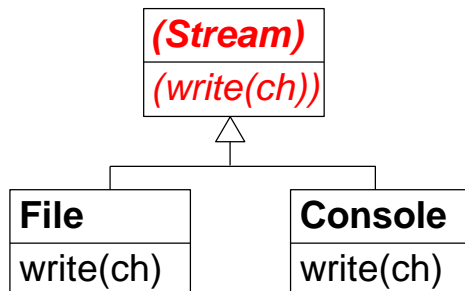 (Stream)
(write(ch))
File
write(ch)
Console
write(ch)